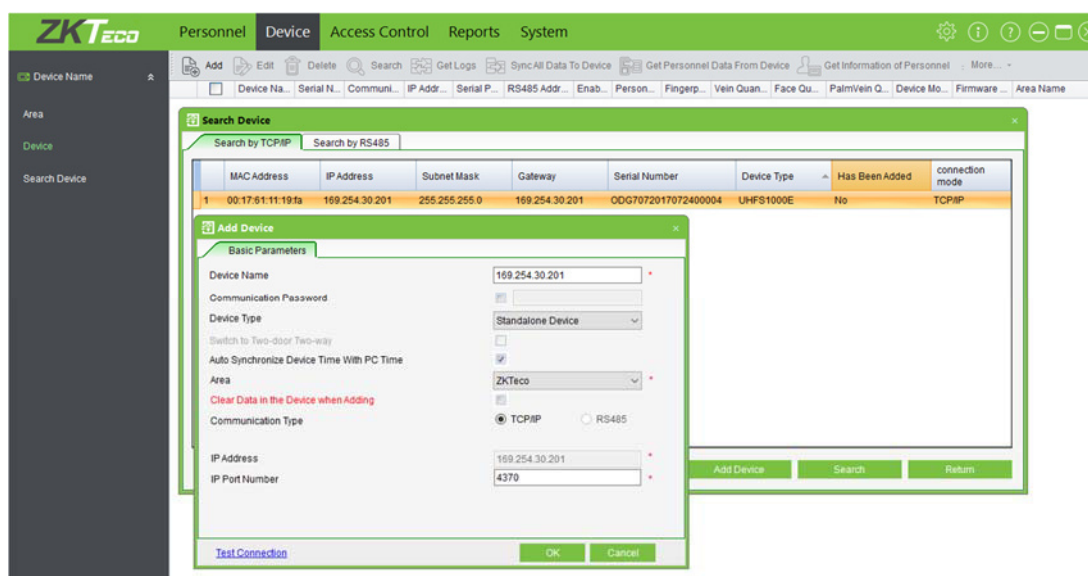 ZKTeco
Personnel Device Access Control Reports System
Add Edit Delete Search Get Logs Sync All Data To Device Get Personnel Data From Device Get Information of Personnel More...
Device Name
Device Na... Serial N... Communi... IP Addr... Serial P... RS485 Addr... Enab... Person... Fingerp... Vein Quan... Face Qu... PalmVein Q... Device Mo... Firmware ... Area Name
Area
Device
Search Device
Search Device
Search by TCP/IP Search by RS485
MAC Address IP Address Subnet Mask Gateway Serial Number Device Type Has Been Added connection mode
1 00:17:61:11:19:fa 169.254.30.201 255.255.255.0 169.254.30.201 ODG7072017072400004 UHFS1000E No TCP/IP
Add Device
Basic Parameters
Device Name 169.254.30.201 *
Communication Password
Device Type Standalone Device
Switch to Two-door Two-way
Auto Synchronize Device Time With PC Time
Area ZKTeco *
Clear Data in the Device when Adding
Communication Type TCP/IP RS485
IP Address 169.254.30.201 *
IP Port Number 4370 *
Add Device Search Return
Test Connection OK Cancel